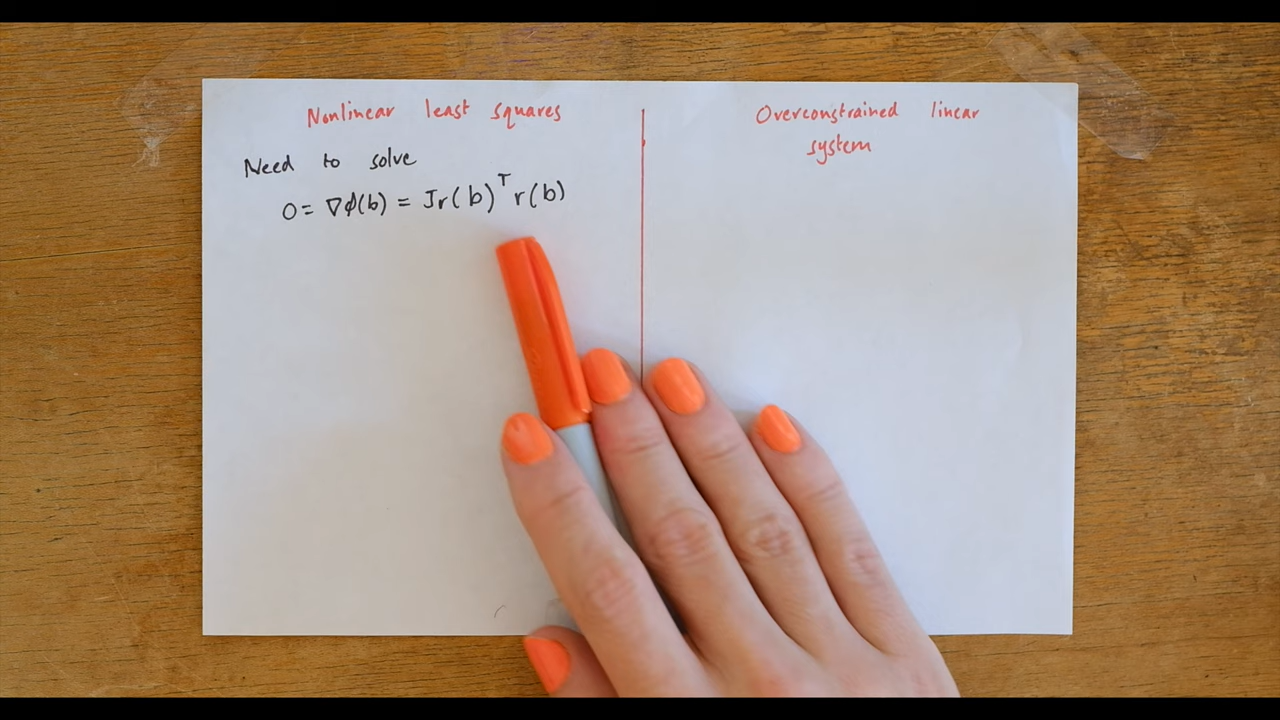 Nonlinear least squares
Need to solve
0 = ∇ϕ(b) = Jr(b)ᵀ r(b)
Overconstrained linear
system